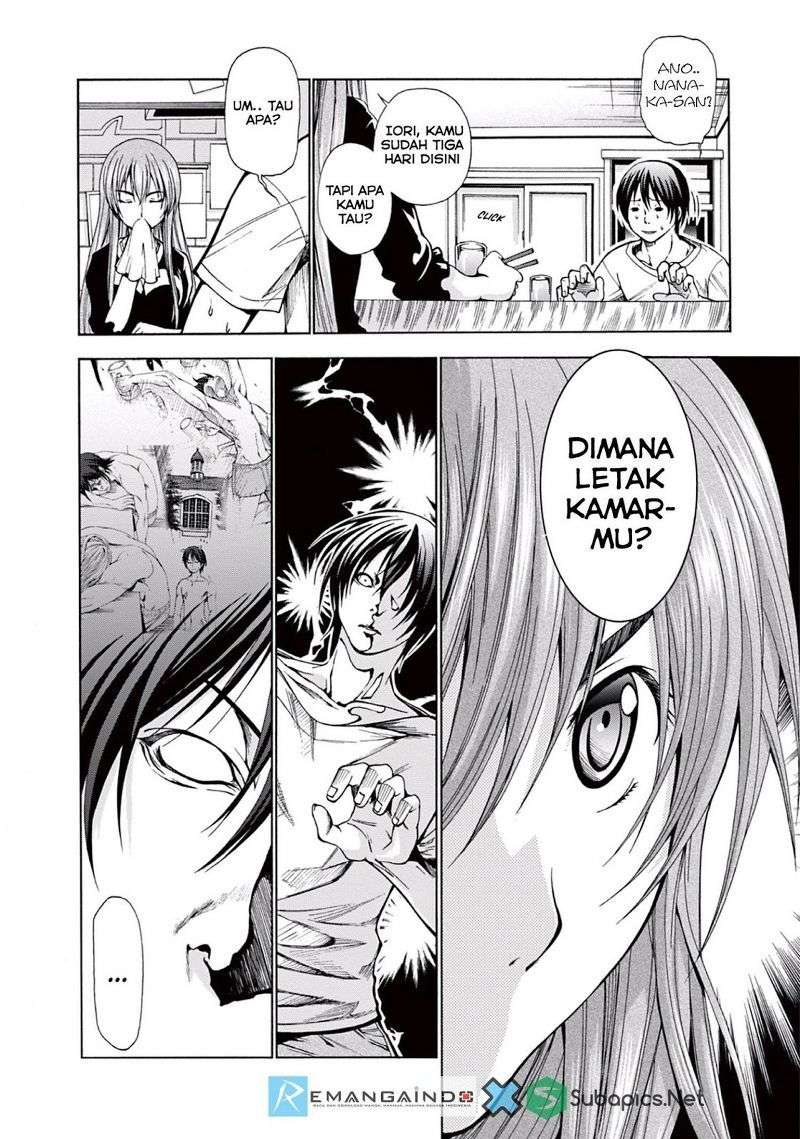 ANO..
NANA-
KA-SAN?
IORI, KAMU
SUDAH TIGA
HARI DISINI
TAPI APA
KAMU
TAU?
CLICK
UM.. TAU
APA?
DIMANA
LETAK
KAMAR-
MU?
...
REMANGAINDO
Subapics.Net